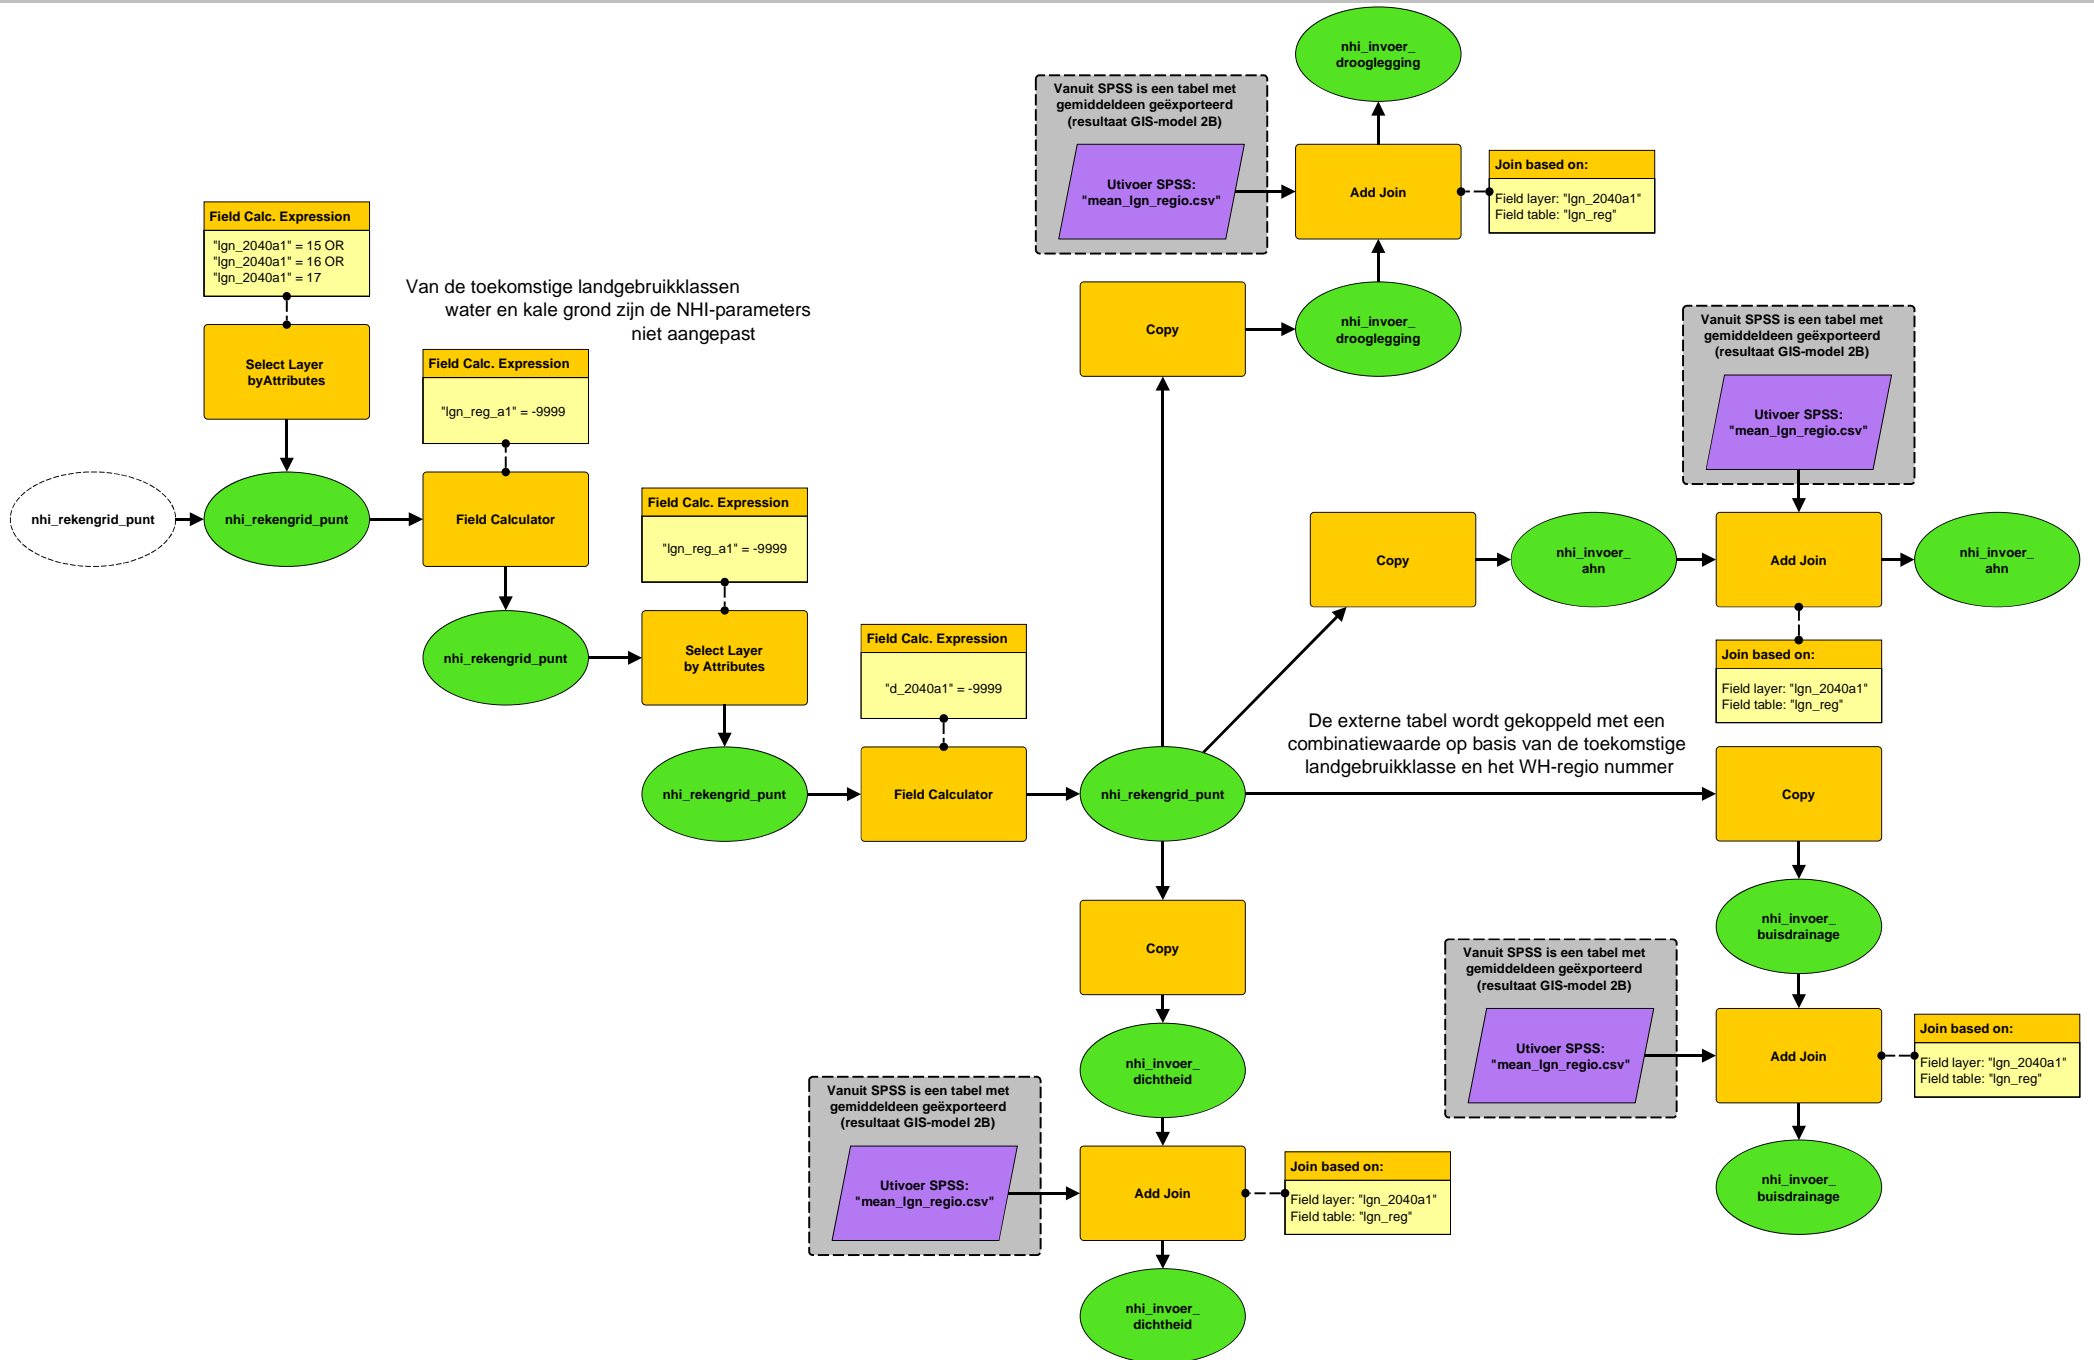 Field Calc. Expression
"lgn_2040a1" = 15 OR
"lgn_2040a1" = 16 OR
"lgn_2040a1" = 17
Select Layer
byAttributes
nhi_rekengrid_punt
nhi_rekengrid_punt
Van de toekomstige landgebruikklassen
water en kale grond zijn de NHI-parameters
niet aangepast
Field Calc. Expression
"lgn_reg_a1" = -9999
Field Calculator
nhi_rekengrid_punt
Field Calc. Expression
"lgn_reg_a1" = -9999
Select Layer
by Attributes
nhi_rekengrid_punt
Field Calc. Expression
"d_2040a1" = -9999
Field Calculator
nhi_rekengrid_punt
Copy
nhi_invoer_
drooglegging
Vanuit SPSS is een tabel met
gemiddeldeen geëxporteerd
(resultaat GIS-model 2B)
Utivoer SPSS:
"mean_lgn_regio.csv"
Add Join
Join based on:
Field layer: "lgn_2040a1"
Field table: "lgn_reg"
nhi_invoer_
drooglegging
Copy
nhi_invoer_
ahn
Vanuit SPSS is een tabel met
gemiddeldeen geëxporteerd
(resultaat GIS-model 2B)
Utivoer SPSS:
"mean_lgn_regio.csv"
Add Join
nhi_invoer_
ahn
Join based on:
Field layer: "lgn_2040a1"
Field table: "lgn_reg"
De externe tabel wordt gekoppeld met een
combinatiewaarde op basis van de toekomstige
landgebruikklasse en het WH-regio nummer
Copy
nhi_invoer_
buisdrainage
Vanuit SPSS is een tabel met
gemiddeldeen geëxporteerd
(resultaat GIS-model 2B)
Utivoer SPSS:
"mean_lgn_regio.csv"
Add Join
Join based on:
Field layer: "lgn_2040a1"
Field table: "lgn_reg"
nhi_invoer_
buisdrainage
Copy
nhi_invoer_
dichtheid
Vanuit SPSS is een tabel met
gemiddeldeen geëxporteerd
(resultaat GIS-model 2B)
Utivoer SPSS:
"mean_lgn_regio.csv"
Add Join
Join based on:
Field layer: "lgn_2040a1"
Field table: "lgn_reg"
nhi_invoer_
dichtheid